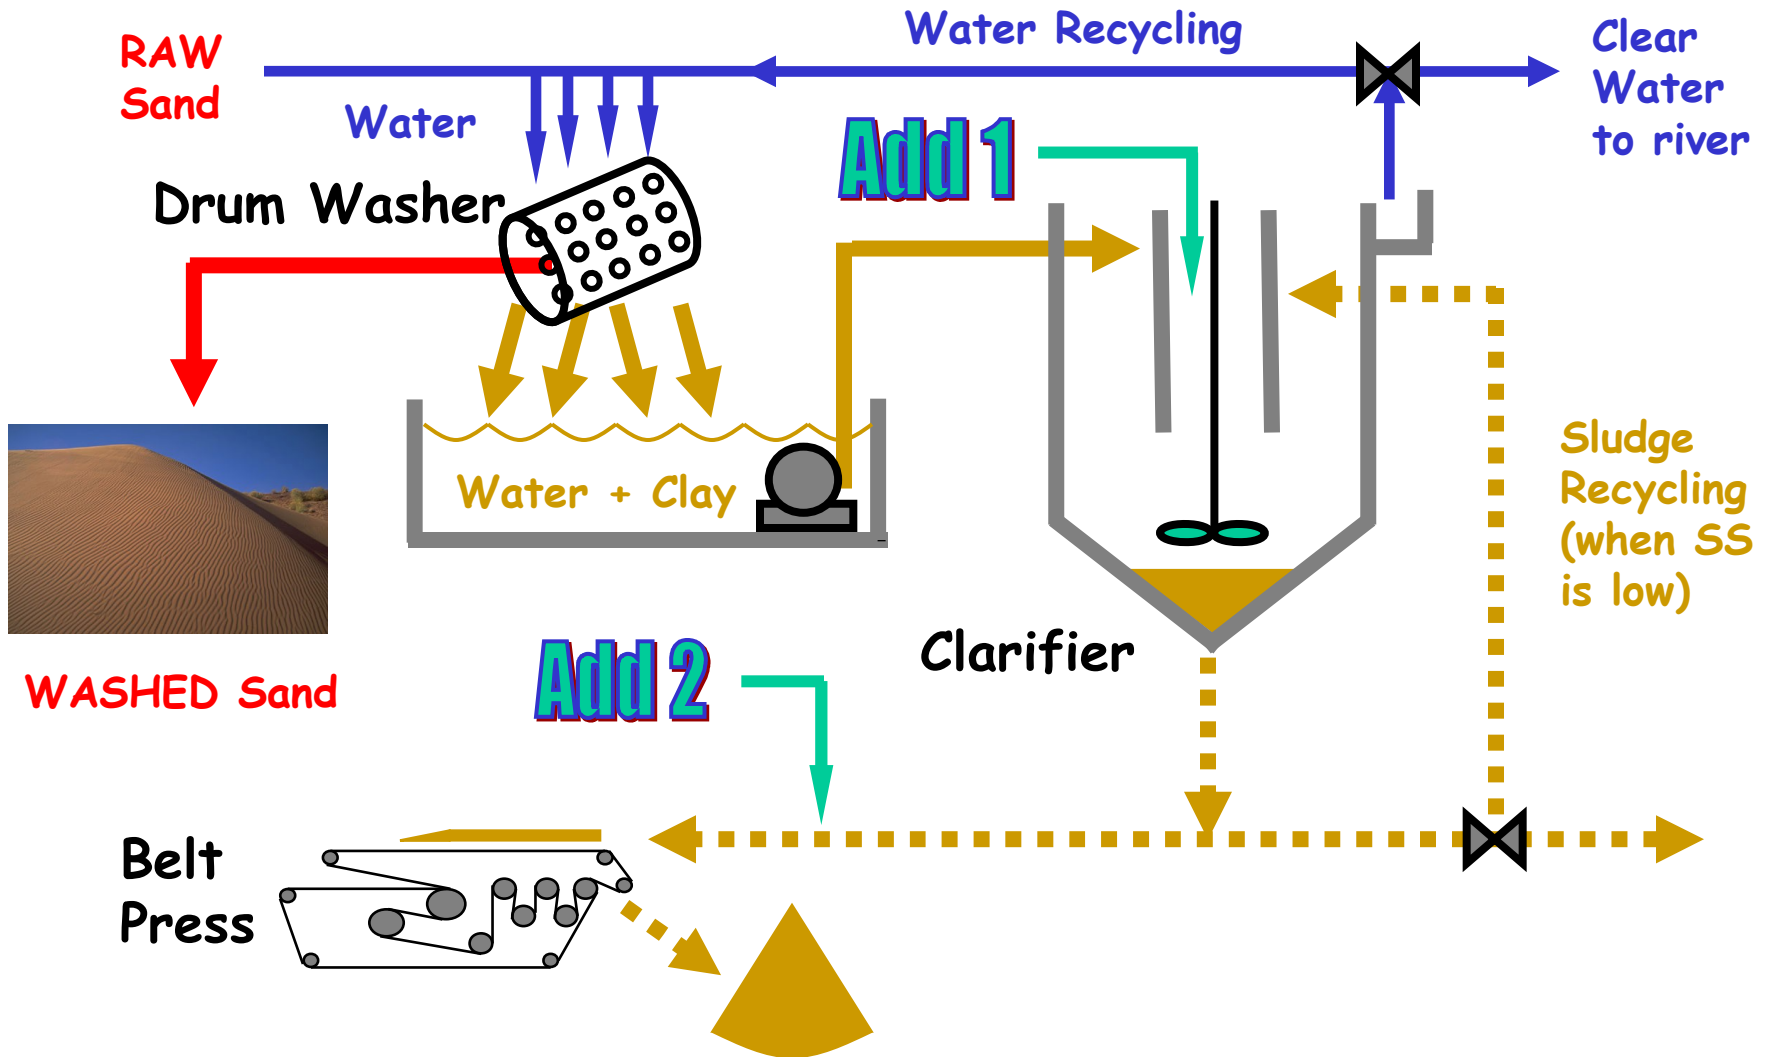 RAW
Sand
Water Recycling
Clear
Water
to river
Water
Add 1
Drum Washer
Water + Clay
Sludge
Recycling
(when SS
is low)
Clarifier
WASHED Sand
Add 2
Belt
Press